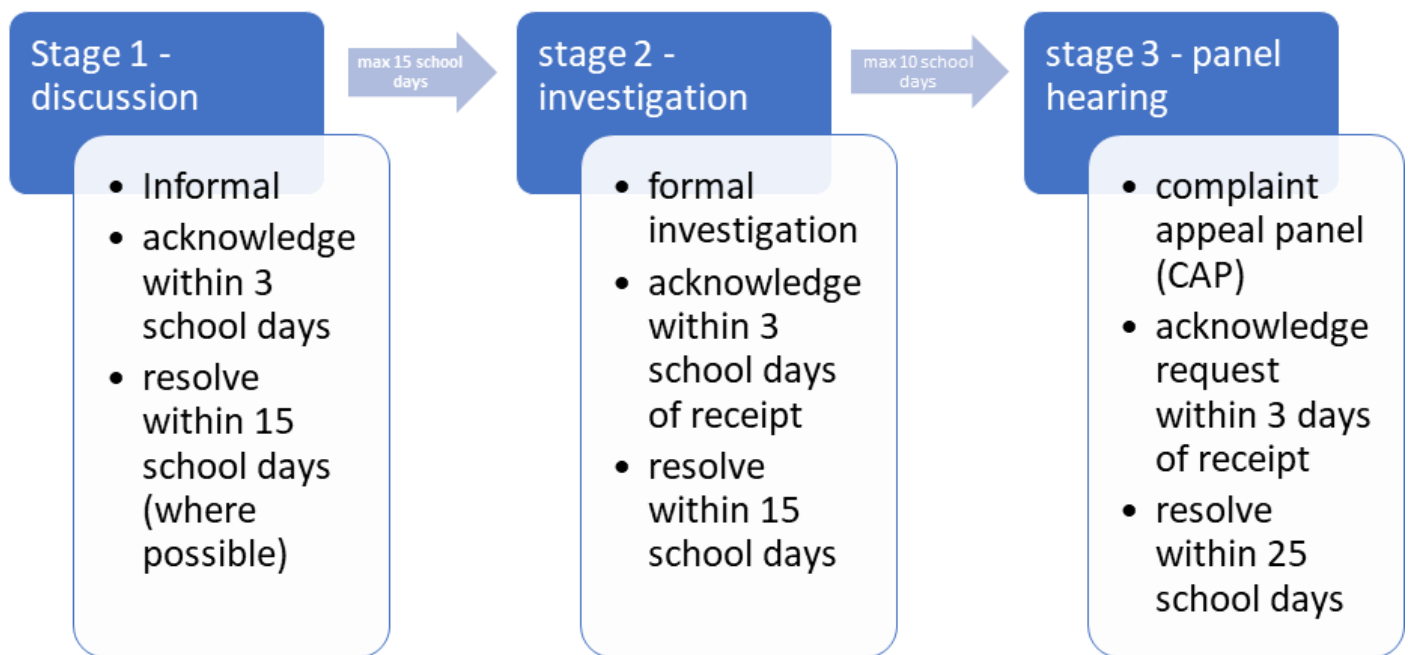 Stage 1 -
discussion
• Informal
• acknowledge
within 3
school days
• resolve
within 15
school days
(where
possible)
max 15 school
days
stage 2 -
investigation
• formal
investigation
• acknowledge
within 3
school days
of receipt
• resolve
within 15
school days
max 10 school
days
stage 3 - panel
hearing
• complaint
appeal panel
(CAP)
• acknowledge
request
within 3 days
of receipt
• resolve
within 25
school days